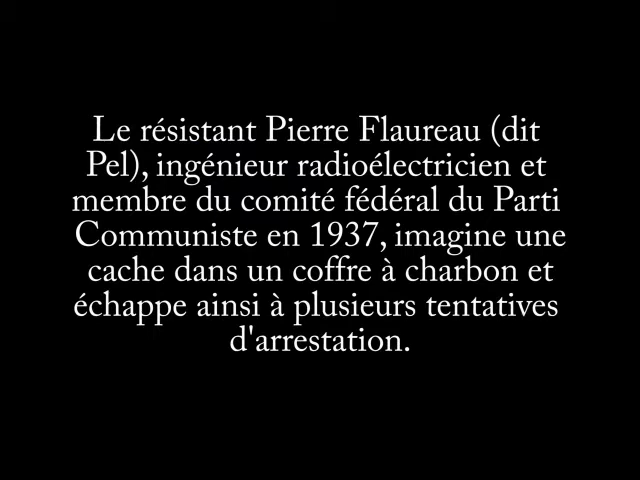 Le résistant Pierre Flaureau (dit
Pel), ingénieur radioélectricien et
membre du comité fédéral du Parti
Communiste en 1937, imagine une
cache dans un coffre à charbon et
échappe ainsi à plusieurs tentatives
d'arrestation.